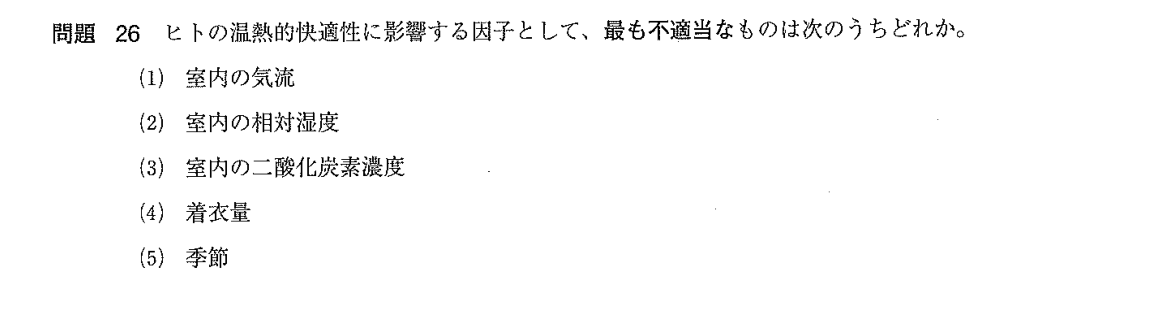 問題 26 ヒトの温熱的快適性に影響する因子として、最も不適当なものは次のうちどれか。
(1) 室内の気流
(2) 室内の相対湿度
(3) 室内の二酸化炭素濃度
(4) 着衣量
(5) 季節